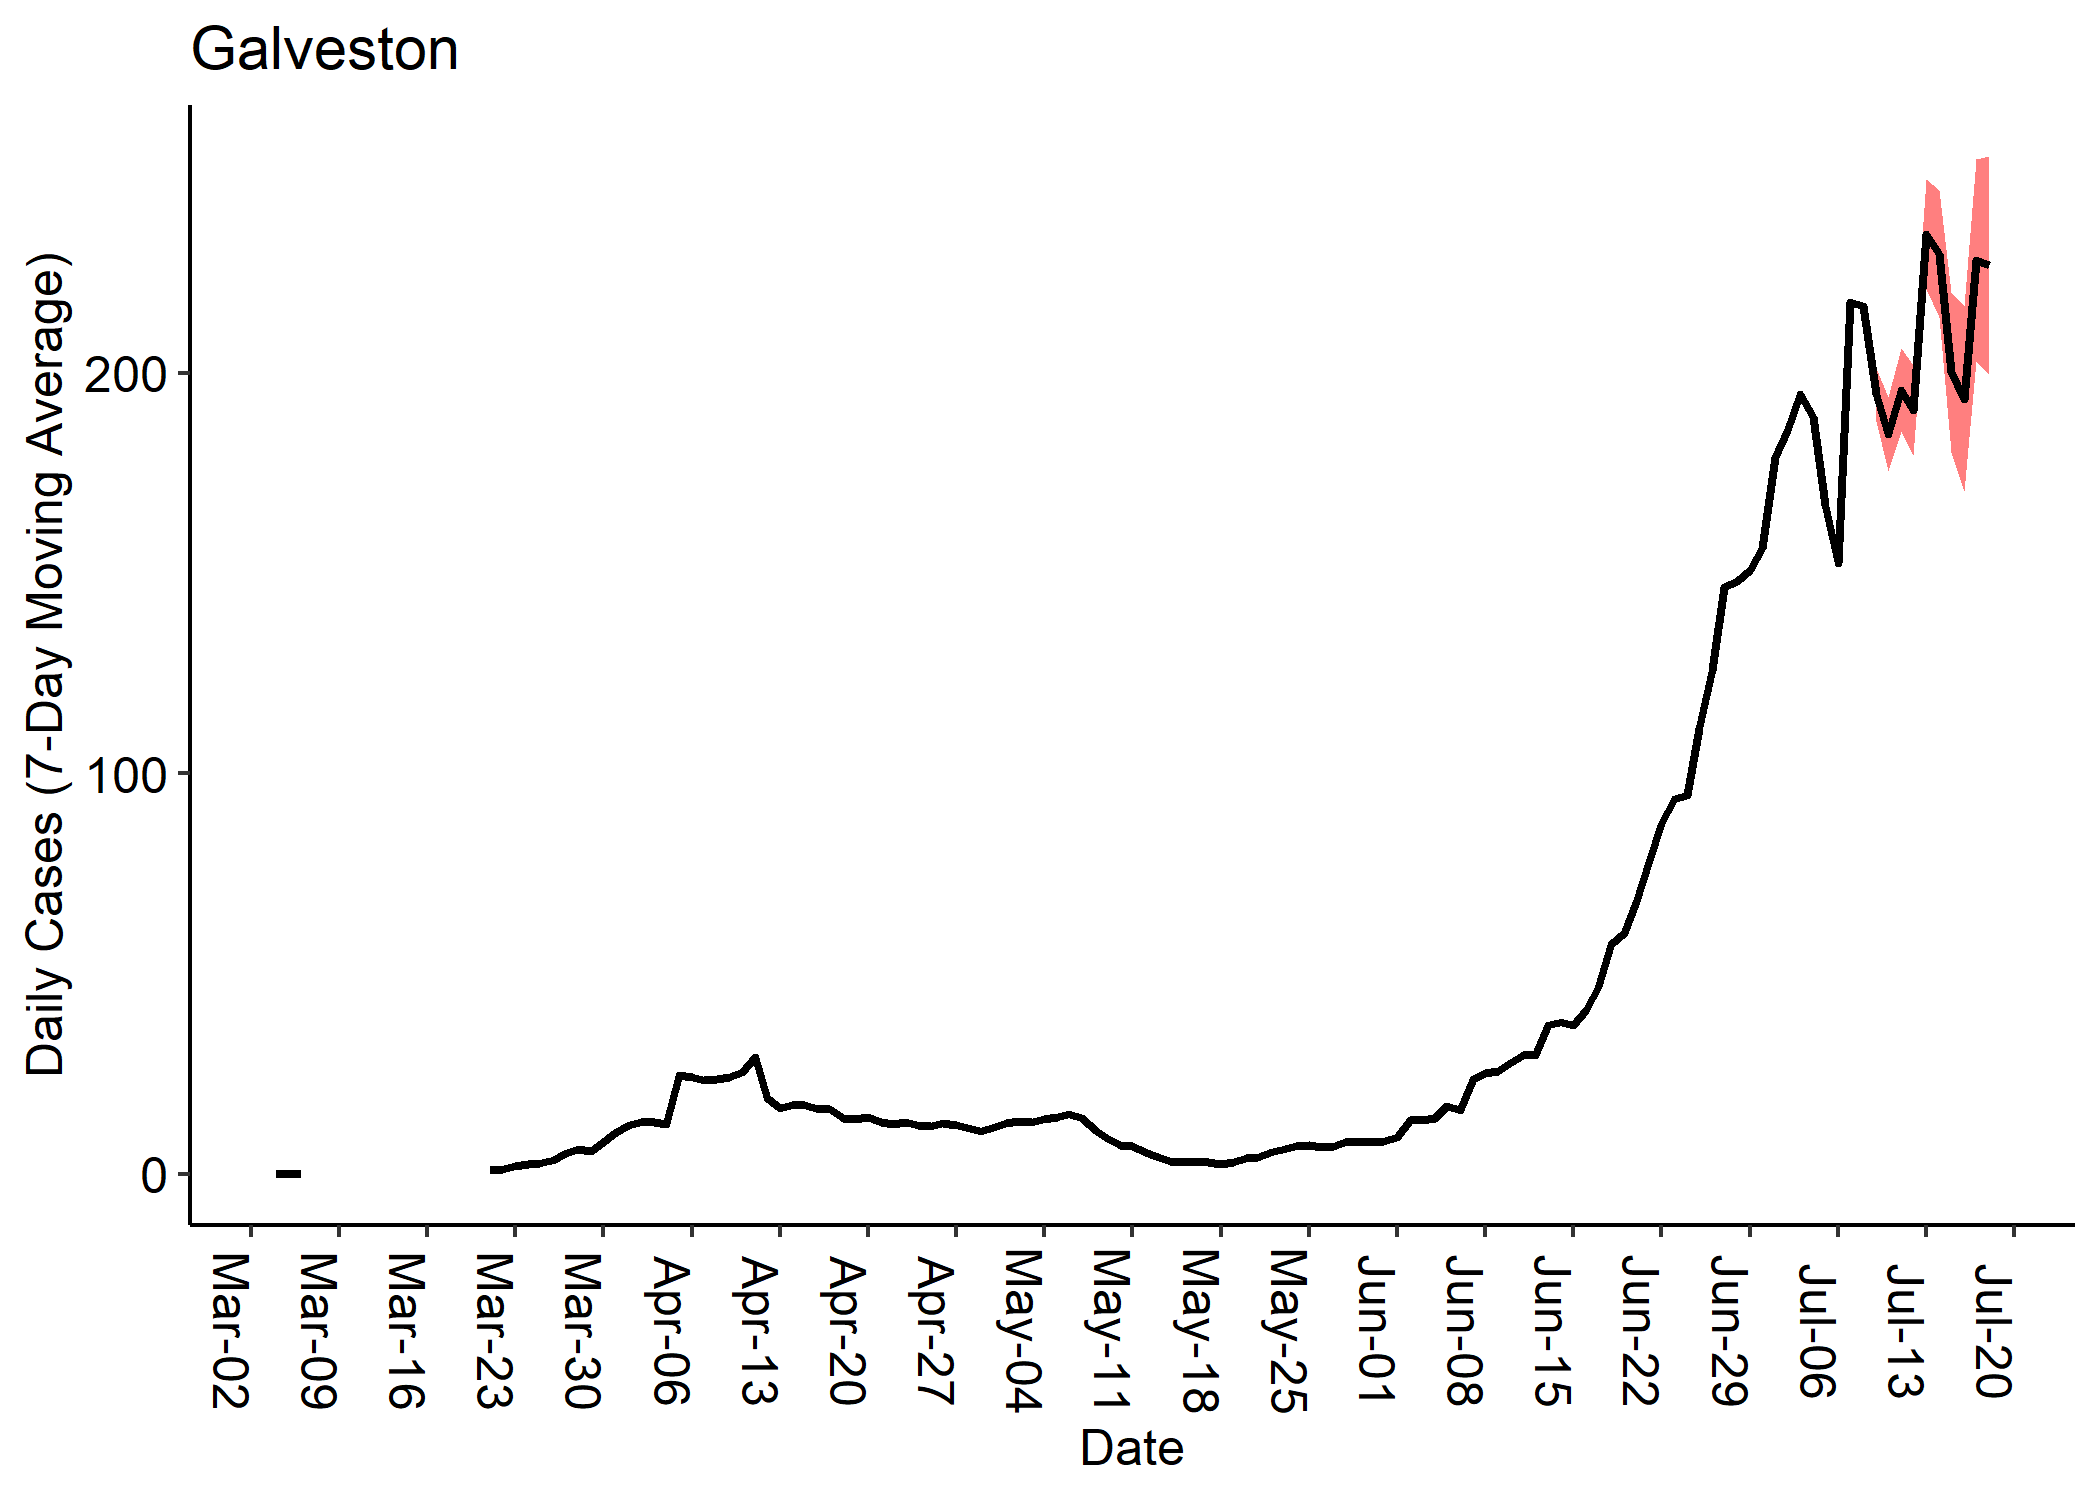 Galveston
Daily Cases (7-Day Moving Average)
200
100
0
Mar-02
Mar-09
Mar-16
Mar-23
Mar-30
Apr-06
Apr-13
Apr-20
Apr-27
May-04
May-11
May-18
May-25
Jun-01
Jun-08
Jun-15
Jun-22
Jun-29
Jul-06
Jul-13
Jul-20
Date